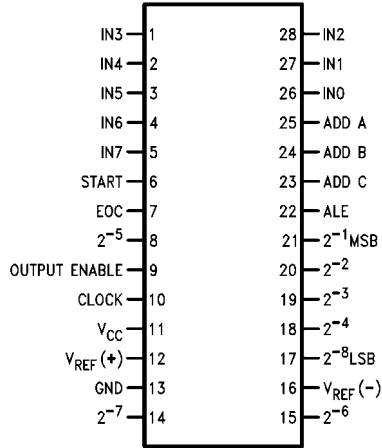 IN3 1 28 IN2
IN4 2 27 IN1
IN5 3 26 IN0
IN6 4 25 ADD A
IN7 5 24 ADD B
START 6 23 ADD C
EOC 7 22 ALE
2⁻⁵ 8 21 2⁻¹MSB
OUTPUT ENABLE 9 20 2⁻²
CLOCK 10 19 2⁻³
V_CC 11 18 2⁻⁴
V_REF(+) 12 17 2⁻⁸LSB
GND 13 16 V_REF(−)
2⁻⁷ 14 15 2⁻⁶